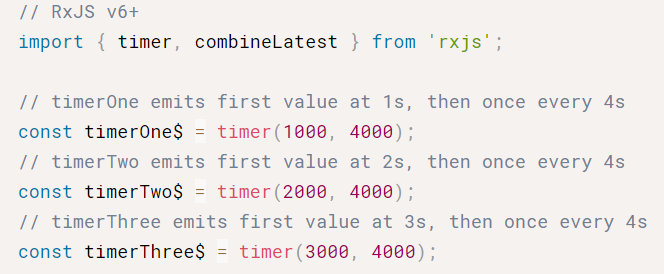 // RxJS v6+
import { timer, combineLatest } from 'rxjs';
// timerOne emits first value at 1s, then once every 4s
const timerOne$ = timer(1000, 4000);
// timerTwo emits first value at 2s, then once every 4s
const timerTwo$ = timer(2000, 4000);
// timerThree emits first value at 3s, then once every 4s
const timerThree$ = timer(3000, 4000);